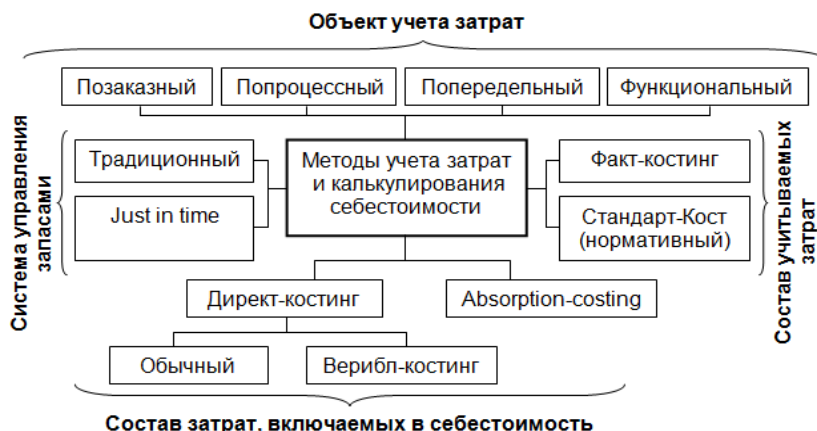 Объект учета затрат
Позаказный
Попроцессный
Попередельный
Функциональный
Система управления
запасами
Традиционный
Just in time
Методы учета затрат
и калькулирования
себестоимости
Факт-костинг
Стандарт-Кост
(нормативный)
Состав учитываемых
затрат
Директ-костинг
Absorption-costing
Обычный
Верибл-костинг
Состав затрат, включаемых в себестоимость